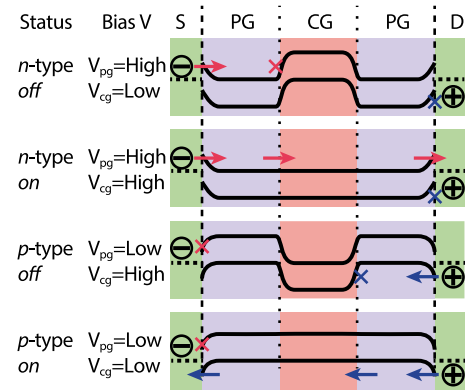 Status Bias V S PG CG PG D
n-type V_pg=High
off V_cg=Low
n-type V_pg=High
on V_cg=High
p-type V_pg=Low
off V_cg=High
p-type V_pg=Low
on V_cg=Low